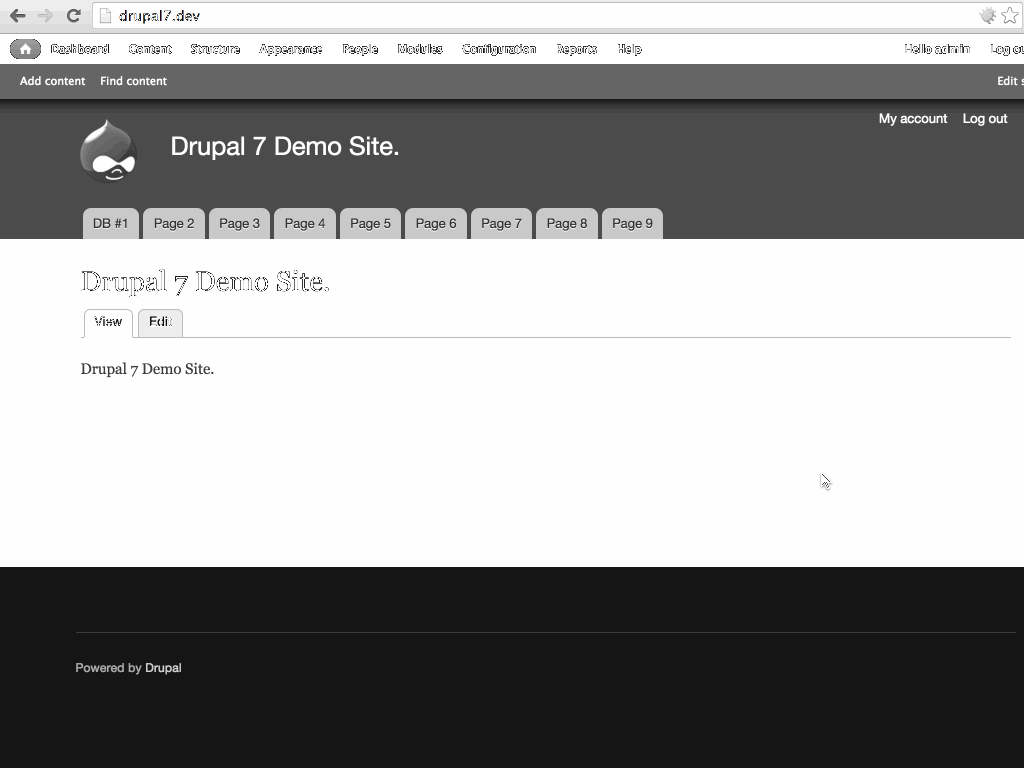 drupal7.dev
Dashboard Content Structure Appearance People Modules Configuration Reports Help Hello admin Log ou
Add content Find content Edit s
My account Log out
Drupal 7 Demo Site.
DB #1 Page 2 Page 3 Page 4 Page 5 Page 6 Page 7 Page 8 Page 9
Drupal 7 Demo Site.
View Edit
Drupal 7 Demo Site.
Powered by Drupal